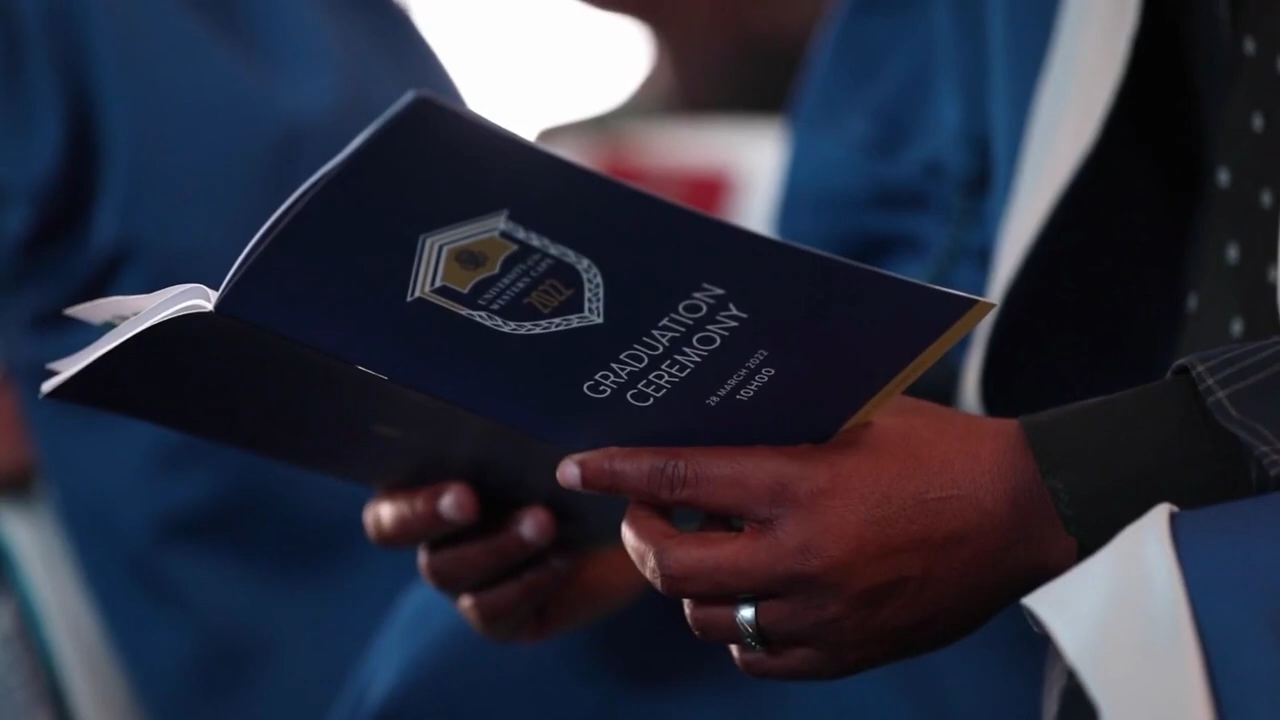 UNIVERSITY OF THE
WESTERN CAPE
2022
GRADUATION
CEREMONY
28 MARCH 2022
10H00